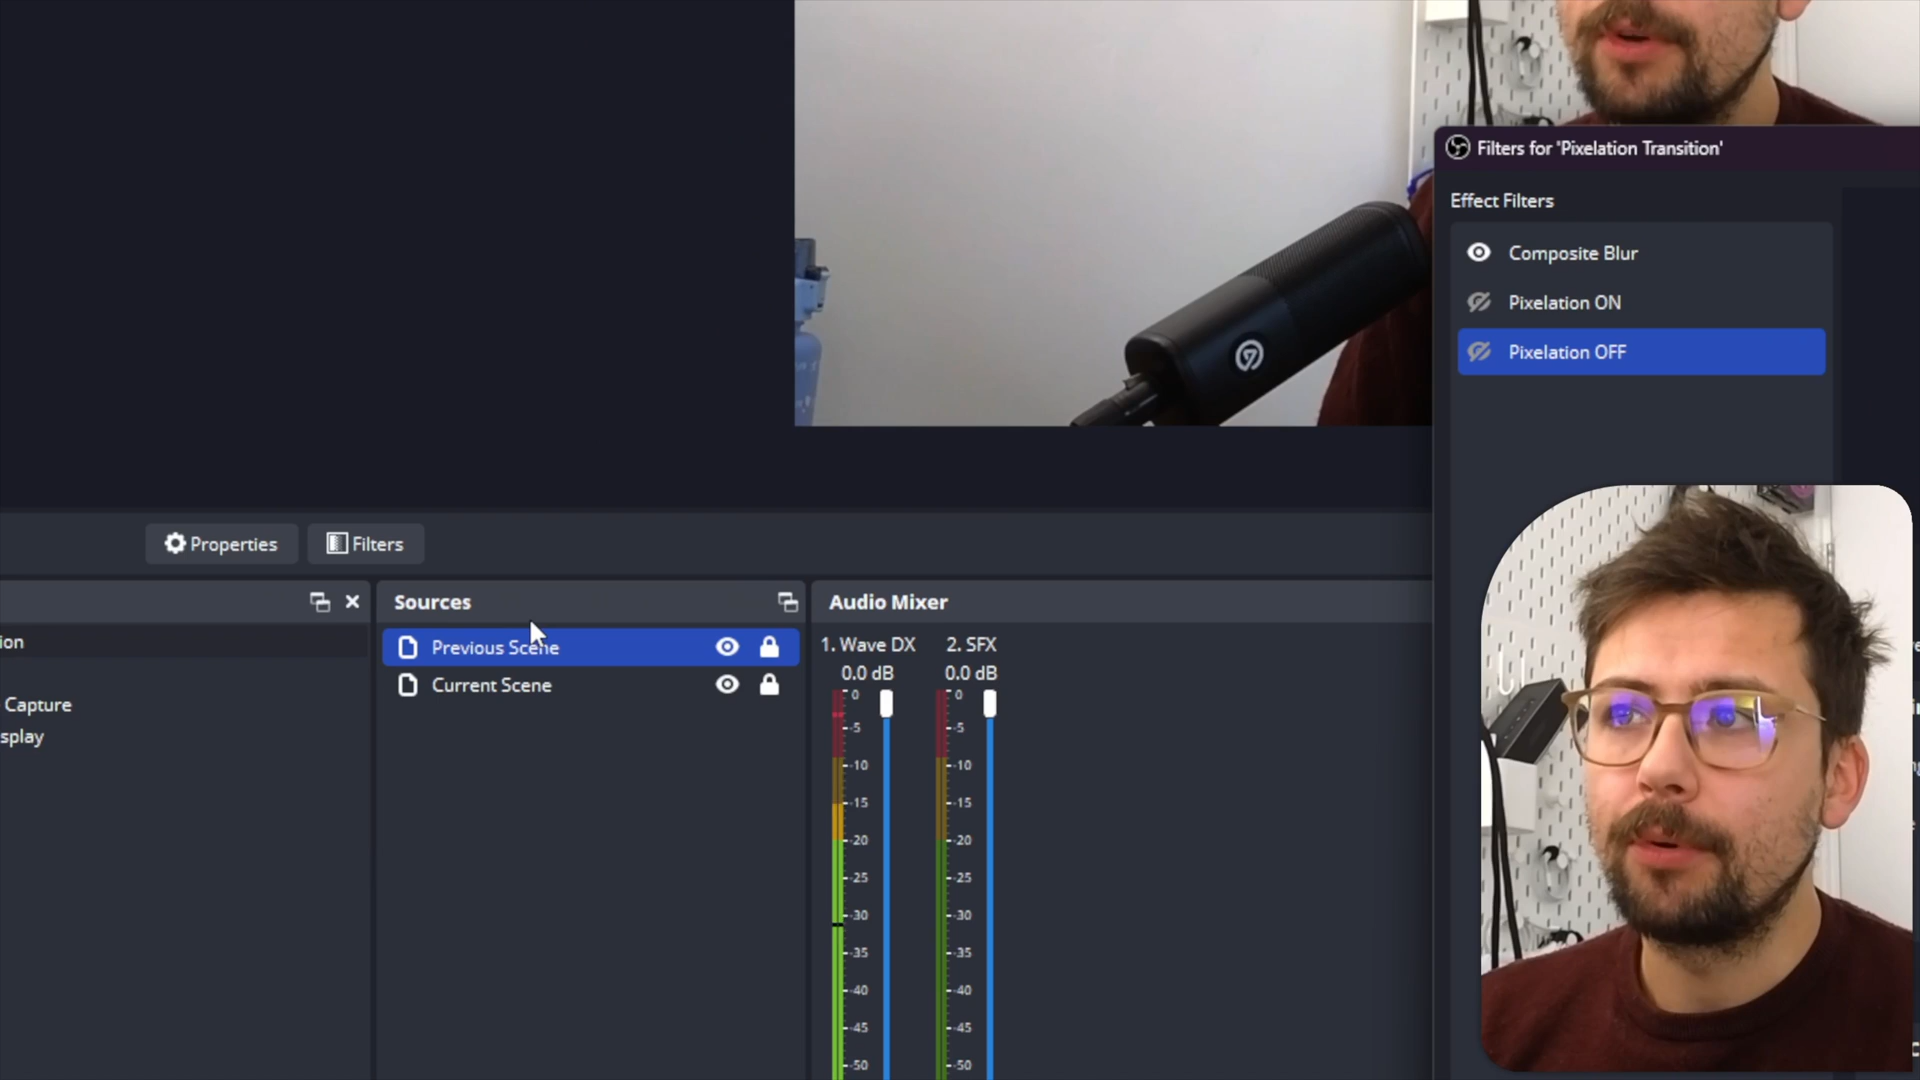 Filters for 'Pixelation Transition'
Effect Filters
Composite Blur
Pixelation ON
Pixelation OFF
Properties
Filters
Sources
Audio Mixer
ion
Capture
splay
Previous Scene
Current Scene
1. Wave DX
2. SFX
0.0 dB
0.0 dB
0
-5
-10
-15
-20
-25
-30
-35
-40
-45
-50
0
-5
-10
-15
-20
-25
-30
-35
-40
-45
-50